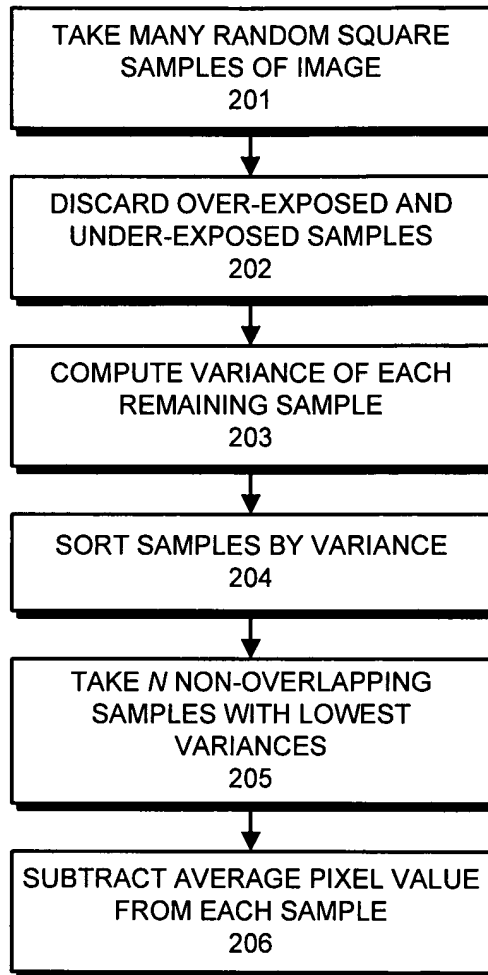 TAKE MANY RANDOM SQUARE
SAMPLES OF IMAGE
201
DISCARD OVER-EXPOSED AND
UNDER-EXPOSED SAMPLES
202
COMPUTE VARIANCE OF EACH
REMAINING SAMPLE
203
SORT SAMPLES BY VARIANCE
204
TAKE N NON-OVERLAPPING
SAMPLES WITH LOWEST
VARIANCES
205
SUBTRACT AVERAGE PIXEL VALUE
FROM EACH SAMPLE
206